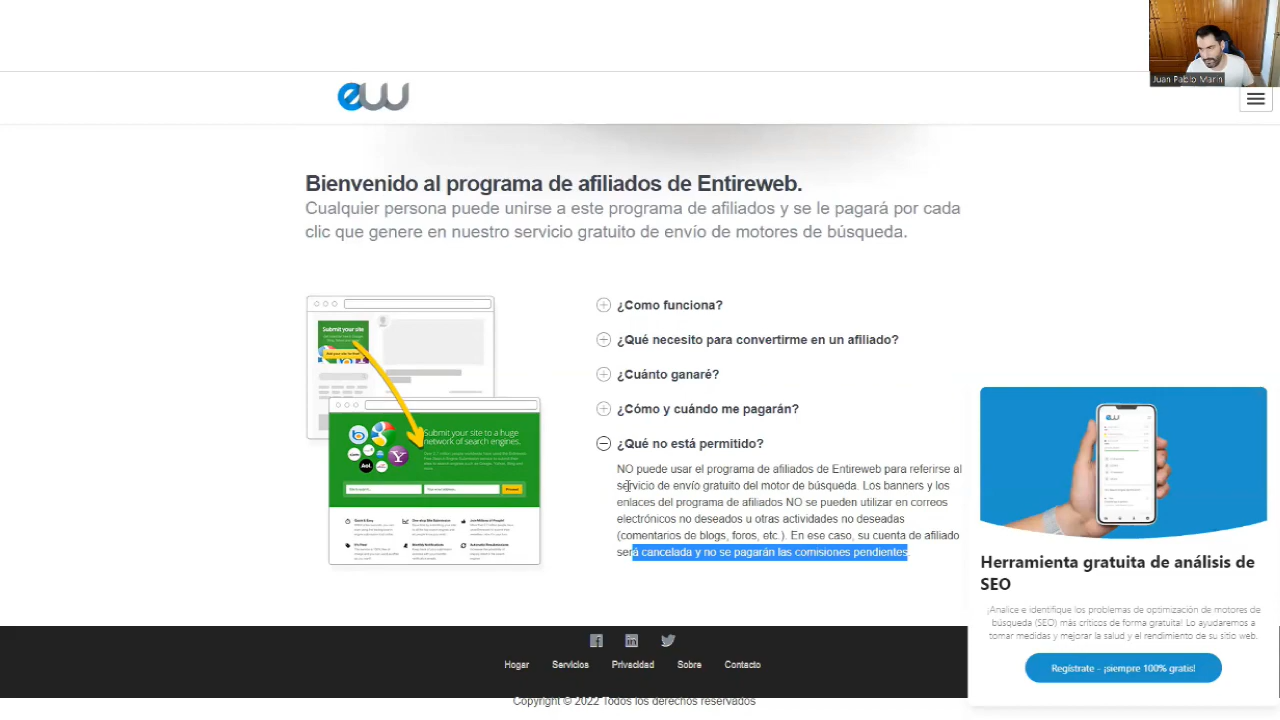 Juan Pablo Marin
ew
Bienvenido al programa de afiliados de Entireweb.
Cualquier persona puede unirse a este programa de afiliados y se le pagará por cada
clic que genere en nuestro servicio gratuito de envío de motores de búsqueda.
Submit your site
Submit your site to a huge
network of search engines.
¿Como funciona?
¿Qué necesito para convertirme en un afiliado?
¿Cuánto ganaré?
¿Cómo y cuándo me pagarán?
¿Qué no está permitido?
NO puede usar el programa de afiliados de Entireweb para referirse al
servicio de envío gratuito del motor de búsqueda. Los banners y los
enlaces del programa de afiliados NO se pueden utilizar en correos
electrónicos no deseados u otras actividades no deseadas
(comentarios de blogs, foros, etc.). En ese caso, su cuenta de afiliado
será cancelada y no se pagarán las comisiones pendientes
Herramienta gratuita de análisis de
SEO
¡Analice e identifique los problemas de optimización de motores de
búsqueda (SEO) más críticos de forma gratuita! Lo ayudaremos a
tomar medidas y mejorar la salud y el rendimiento de su sitio web.
Regístrate - ¡siempre 100% gratis!
Hogar Servicios Privacidad Sobre Contacto
Copyright © 2022 Todos los derechos reservados